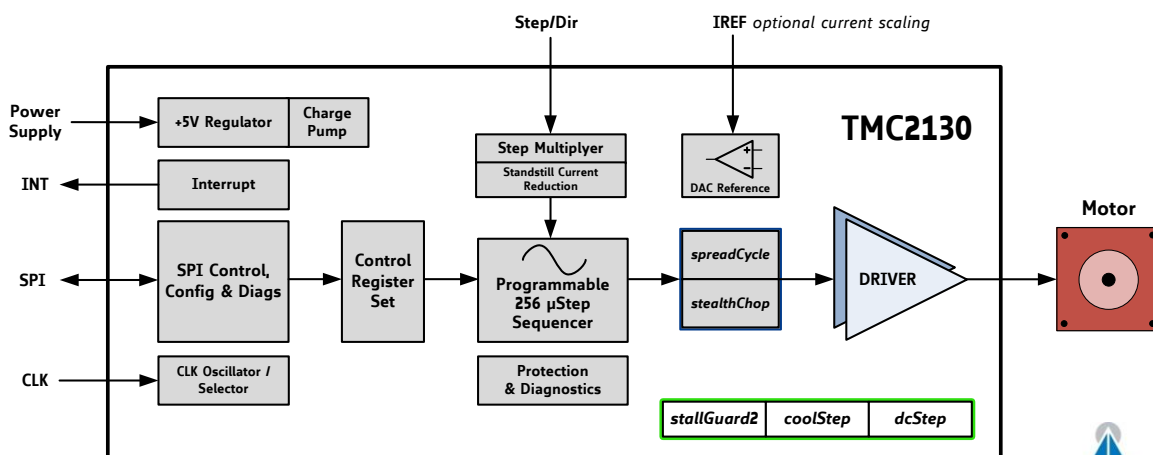 Step/Dir
IREF optional current scaling
Power
Supply
+5V Regulator
Charge
Pump
TMC2130
Step Multiplyer
Standstill Current
Reduction
DAC Reference
INT
Interrupt
Motor
SPI
SPI Control,
Config & Diags
Control
Register
Set
Programmable
256 µStep
Sequencer
spreadCycle
stealthChop
DRIVER
CLK
CLK Oscillator /
Selector
Protection
& Diagnostics
stallGuard2
coolStep
dcStep